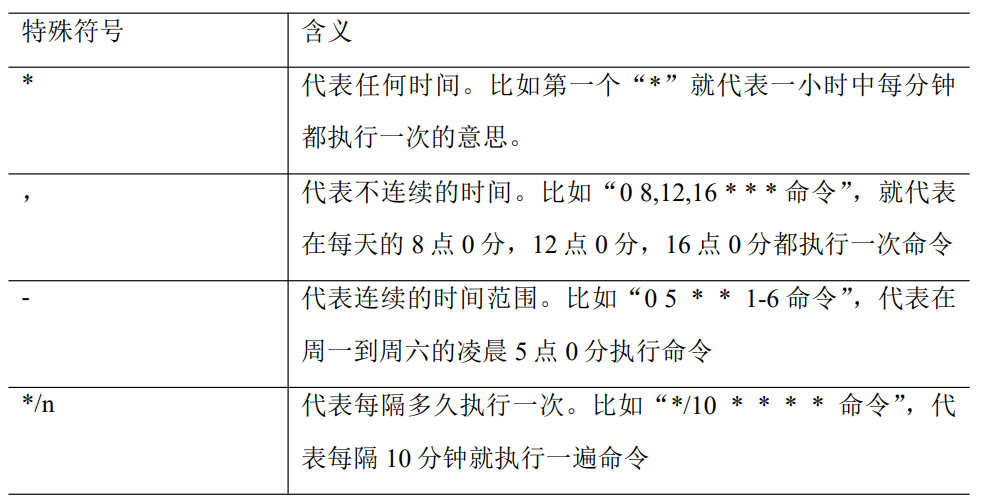 特殊符号 含义
* 代表任何时间。比如第一个“*”就代表一小时中每分钟
都执行一次的意思。
， 代表不连续的时间。比如“0 8,12,16 * * * 命令”，就代表
在每天的 8 点 0 分，12 点 0 分，16 点 0 分都执行一次命令
- 代表连续的时间范围。比如“0 5 * * 1-6 命令”，代表在
周一到周六的凌晨 5 点 0 分执行命令
*/n 代表每隔多久执行一次。比如“*/10 * * * * 命令”，代
表每隔 10 分钟就执行一遍命令